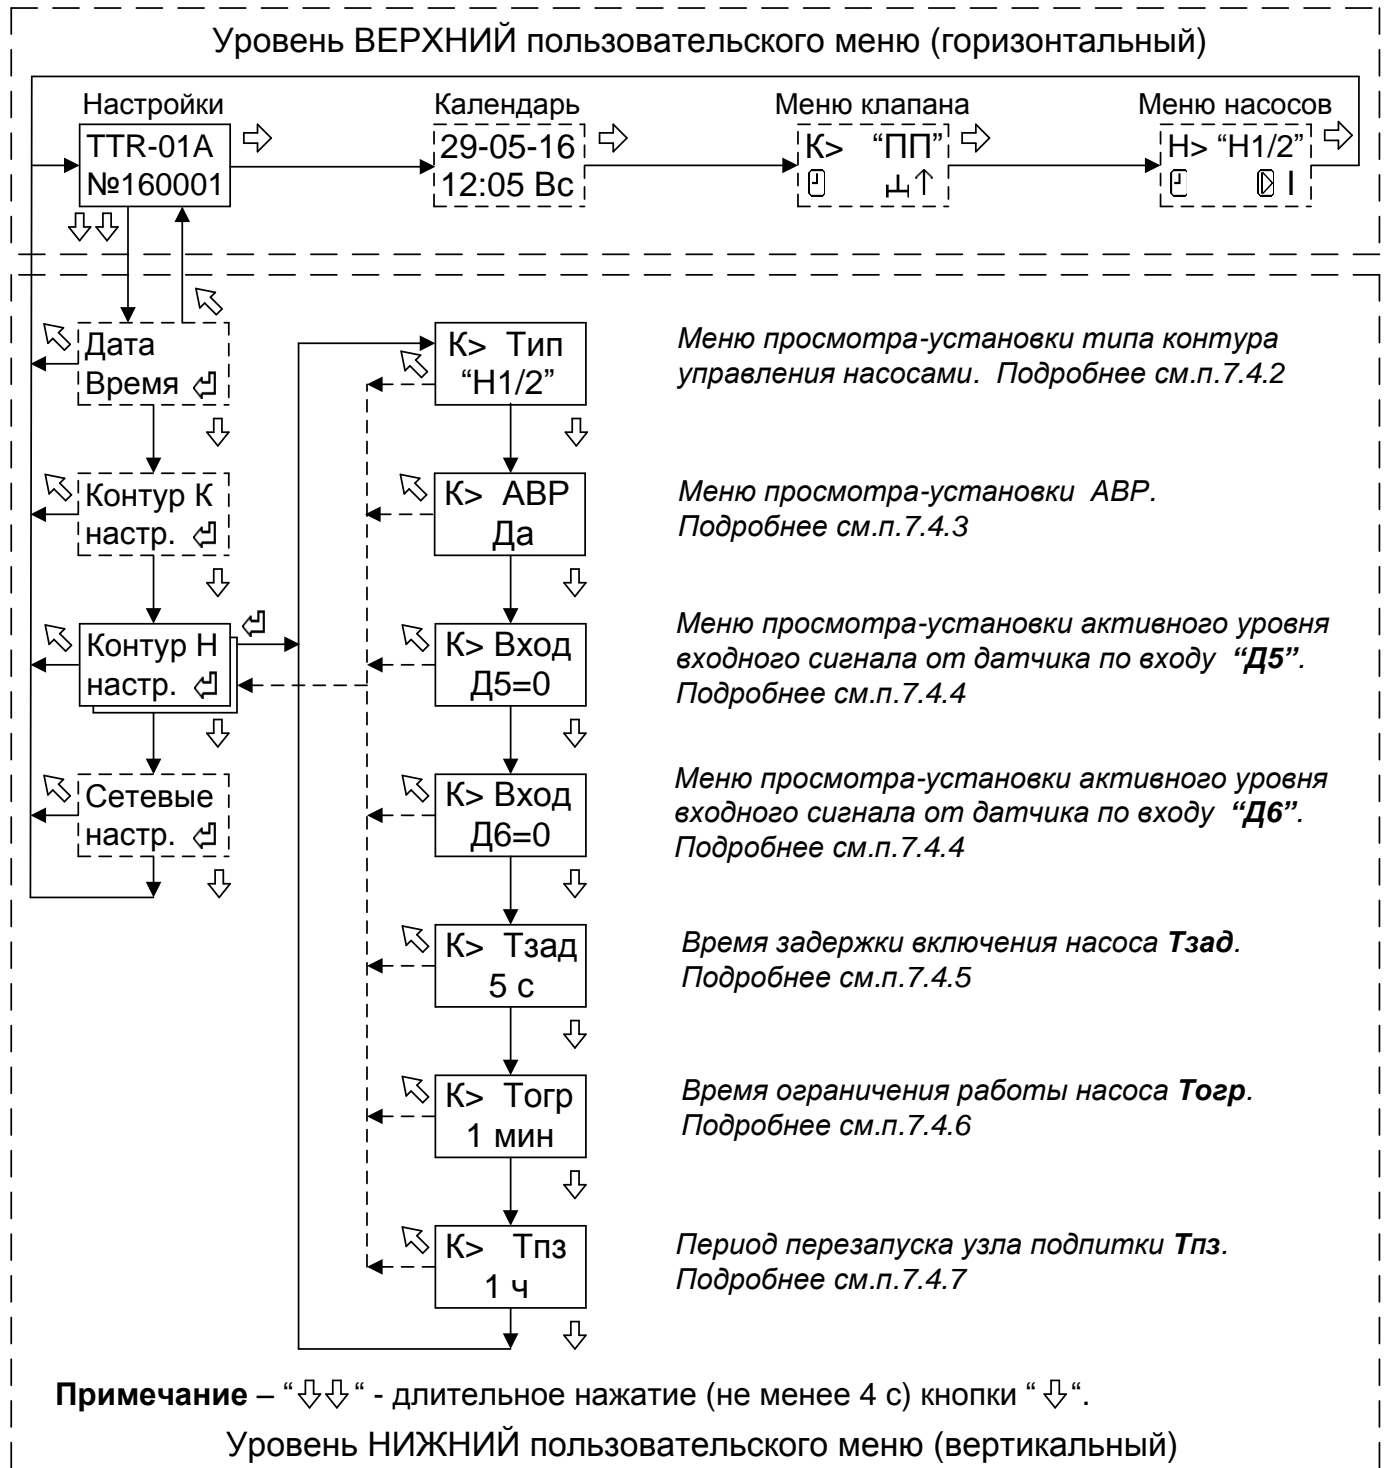 Уровень ВЕРХНИЙ пользовательского меню (горизонтальный)
Настройки
TTR-01A
№160001
Календарь
29-05-16
12:05 Вс
Меню клапана
К> “ПП”
Меню насосов
Н> “Н1/2”
Дата
Время
Контур К
настр.
Контур Н
настр.
Сетевые
настр.
К> Тип
“Н1/2”
Меню просмотра-установки типа контура
управления насосами. Подробнее см.п.7.4.2
К> АВР
Да
Меню просмотра-установки АВР.
Подробнее см.п.7.4.3
К> Вход
Д5=0
Меню просмотра-установки активного уровня
входного сигнала от датчика по входу “Д5”.
Подробнее см.п.7.4.4
К> Вход
Д6=0
Меню просмотра-установки активного уровня
входного сигнала от датчика по входу “Д6”.
Подробнее см.п.7.4.4
К> Тзад
5 с
Время задержки включения насоса Тзад.
Подробнее см.п.7.4.5
К> Тогр
1 мин
Время ограничения работы насоса Тогр.
Подробнее см.п.7.4.6
К> Тпз
1 ч
Период перезапуска узла подпитки Тпз.
Подробнее см.п.7.4.7
Примечание – “⇩⇩“ - длительное нажатие (не менее 4 с) кнопки “⇩“.
Уровень НИЖНИЙ пользовательского меню (вертикальный)